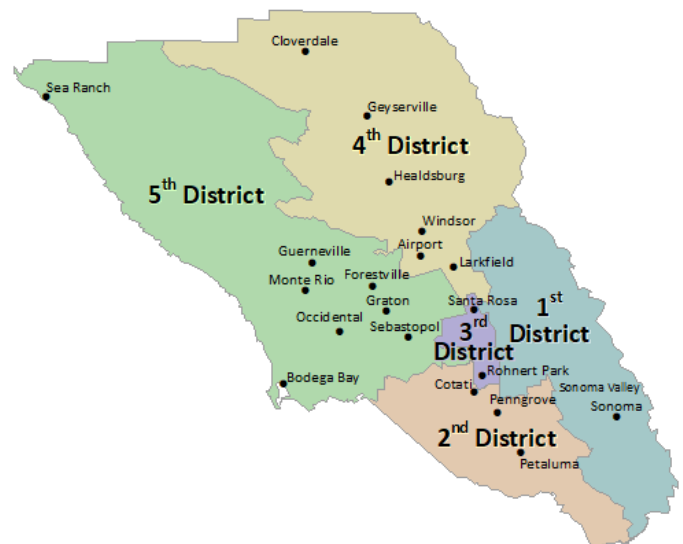 Cloverdale
Sea Ranch
Geyserville
4th District
Healdsburg
5th District
Windsor
Airport
Guerneville
Larkfield
Forestville
Monte Rio
Graton
Santa Rosa
1st
District
Occidental
Sebastopol
3rd
District
Rohnert Park
Bodega Bay
Cotati
Sonoma Valley
Penngrove
Sonoma
2nd District
Petaluma